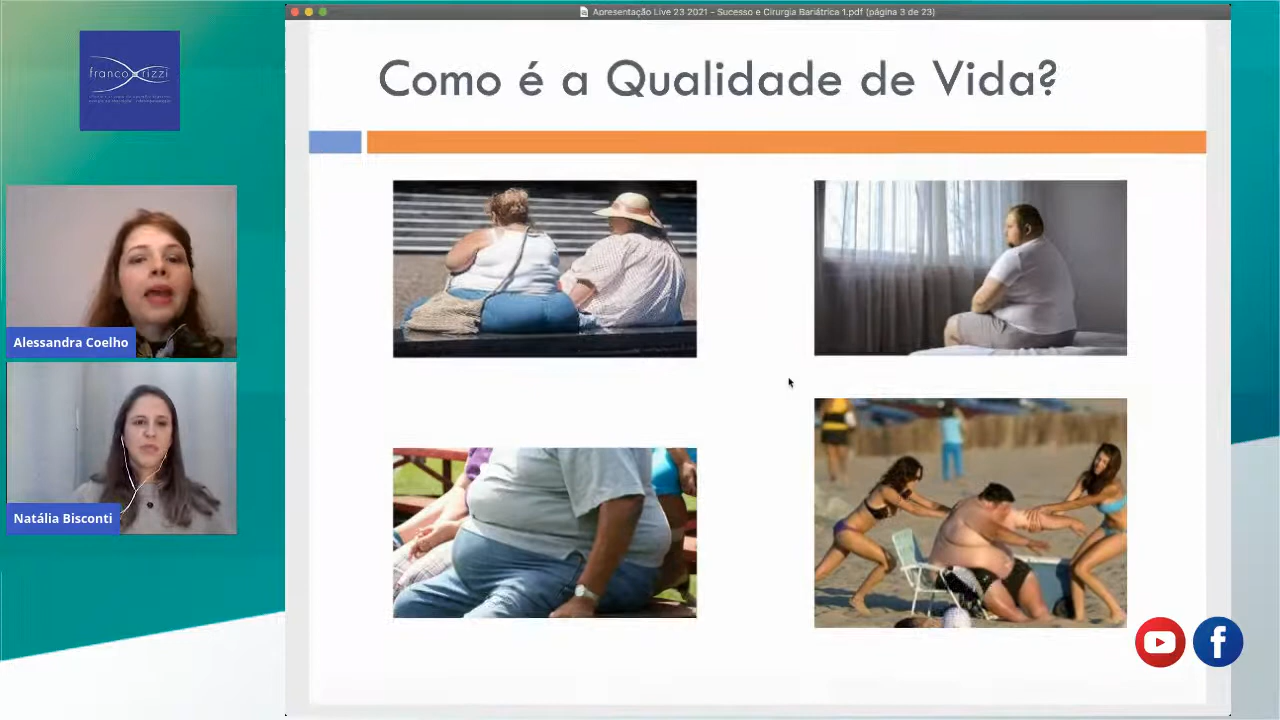 Apresentação Live 23 2021 – Sucesso e Cirurgia Bariátrica 1.pdf (página 3 de 23)
franco rizzi
Como é a Qualidade de Vida?
Alessandra Coelho
Natália Bisconti